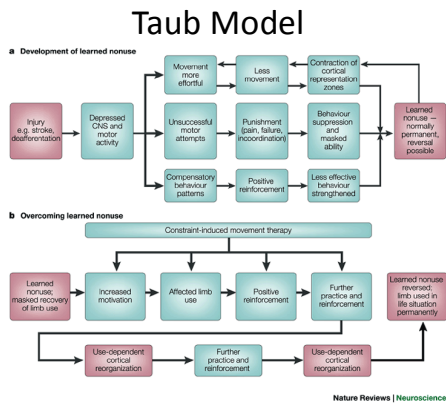 Taub Model
a Development of learned nonuse
Movement
more
effortful
Less
movement
Contraction of
cortical
representation
zones
Injury
e.g. stroke,
deafferentation
Depressed
CNS and
motor
activity
Unsuccessful
motor
attempts
Punishment
(pain, failure,
incoordination)
Behaviour
suppression
and masked
ability
Learned
nonuse —
normally
permanent,
reversal
possible
Compensatory
behaviour
patterns
Positive
reinforcement
Less effective
behaviour
strengthened
b Overcoming learned nonuse
Constraint-induced movement therapy
Learned
nonuse;
masked recovery
of limb use
Increased
motivation
Affected limb
use
Positive
reinforcement
Further
practice and
reinforcement
Learned nonuse
reversed;
limb used in
life situation
permanently
Use-dependent
cortical
reorganization
Further
practice and
reinforcement
Use-dependent
cortical
reorganization
Nature Reviews | Neuroscience